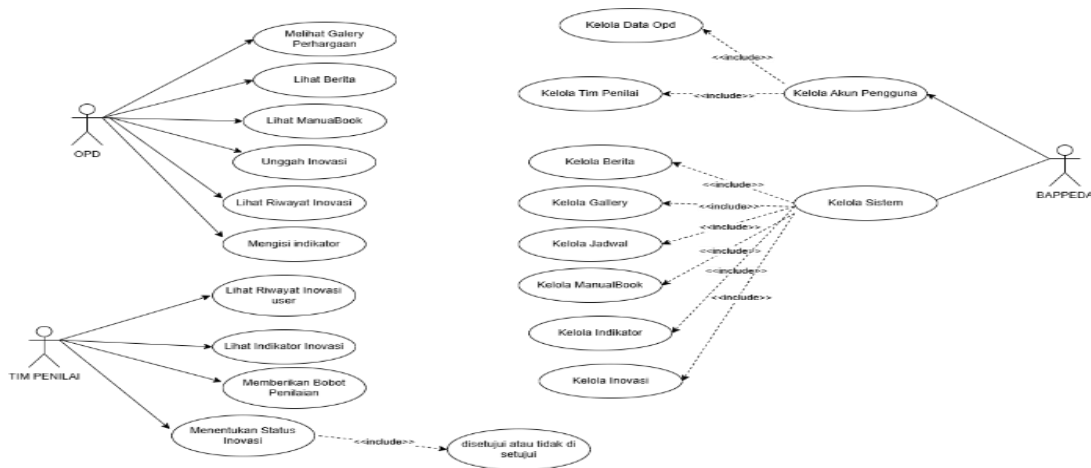 Melihat Galery
Perhargaan
Lihat Berita
Lihat ManuaBook
OPD
Unggah Inovasi
Lihat Riwayat Inovasi
Mengisi indikator
Lihat Riwayat Inovasi
user
Lihat Indikator Inovasi
TIM PENILAI
Memberikan Bobot
Penilaian
Menentukan Status
Inovasi
<<include>>
disetujui atau tidak di
setujui
Kelola Data Opd
<<include>>
Kelola Tim Penilai
<<include>>
Kelola Akun Pengguna
Kelola Berita
<<include>>
Kelola Gallery
<<include>>
Kelola Sistem
BAPPEDA
<<include>>
Kelola Jadwal
<<include>>
<<include>>
Kelola ManualBook
<<include>>
Kelola Indikator
Kelola Inovasi